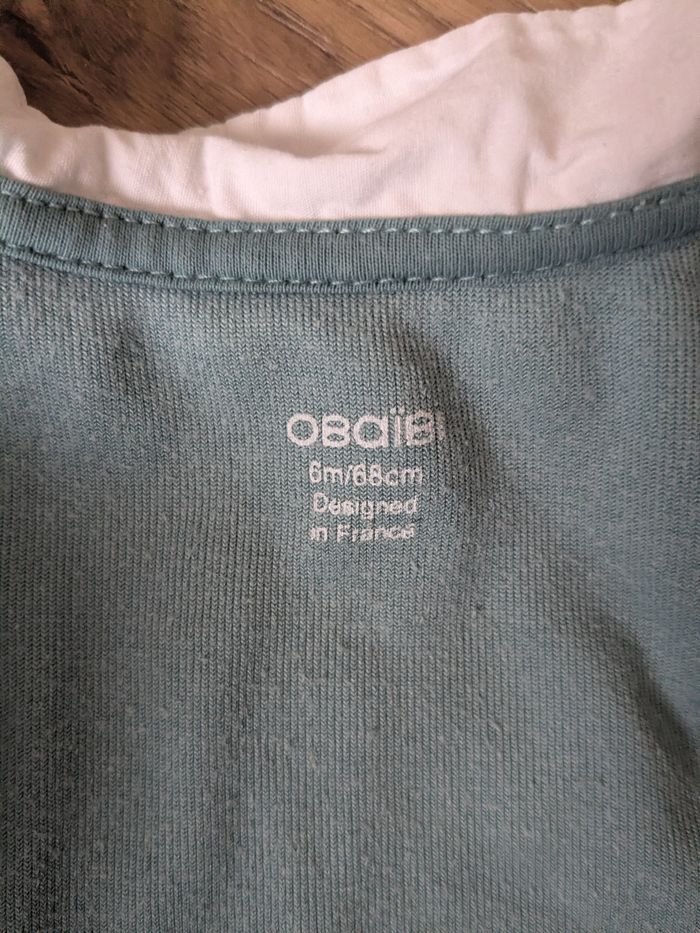 OBAÏBI
6m/68cm
Designed
in France